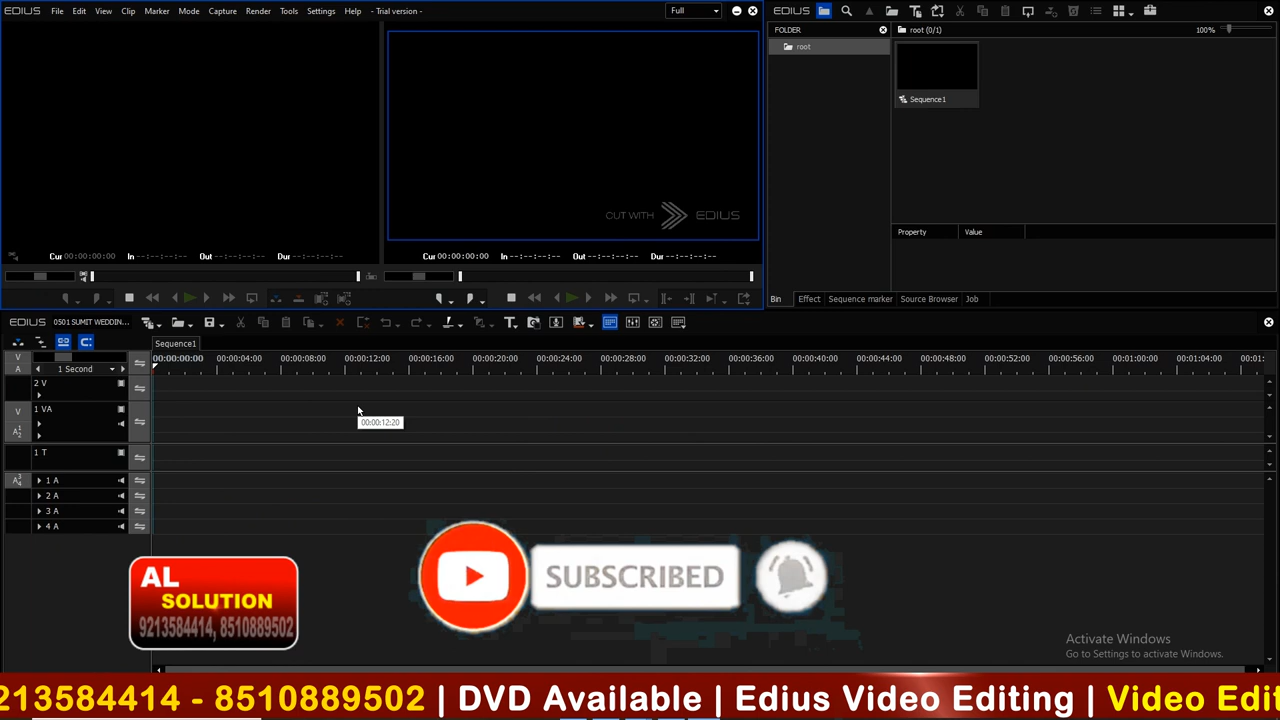 EDIUS File Edit View Clip Marker Mode Capture Render Tools Settings Help - Trial version - Full
EDIUS
FOLDER root (0/1) 100%
root
Sequence1
CUT WITH EDIUS
Property Value
Cur 00:00:00:00 In --:--:--:-- Out --:--:--:-- Dur --:--:--:--
Cur 00:00:00:00 In --:--:--:-- Out --:--:--:-- Dur --:--:--:--
Bin Effect Sequence marker Source Browser Job
EDIUS 0501 SUMIT WEDDIN...
Sequence1
V 00:00:00:00 00:00:04:00 00:00:08:00 00:00:12:00 00:00:16:00 00:00:20:00 00:00:24:00 00:00:28:00 00:00:32:00 00:00:36:00 00:00:40:00 00:00:44:00 00:00:48:00 00:00:52:00 00:00:56:00 00:01:00:00 00:01:04:00 00:01:
A 1 Second
2 V
V 1 VA
00:00:12:20
A1
1 T
1 A
2 A
3 A
4 A
AL
SOLUTION
9213584414, 8510889502
SUBSCRIBED
Activate Windows
Go to Settings to activate Windows.
213584414 - 8510889502 | DVD Available | Edius Video Editing | Video Edit